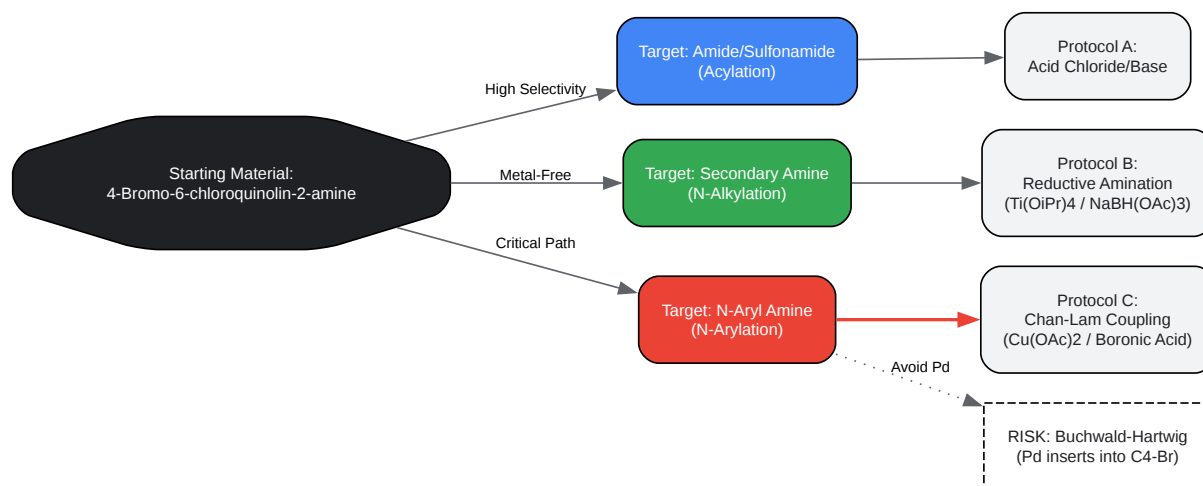 Starting Material:
4-Bromo-6-chloroquinolin-2-amine
High Selectivity
Metal-Free
Critical Path
Target: Amide/Sulfonamide
(Acylation)
Target: Secondary Amine
(N-Alkylation)
Target: N-Aryl Amine
(N-Arylation)
Avoid Pd
Protocol A:
Acid Chloride/Base
Protocol B:
Reductive Amination
(Ti(OiPr)4 / NaBH(OAc)3)
Protocol C:
Chan-Lam Coupling
(Cu(OAc)2 / Boronic Acid)
RISK: Buchwald-Hartwig
(Pd inserts into C4-Br)